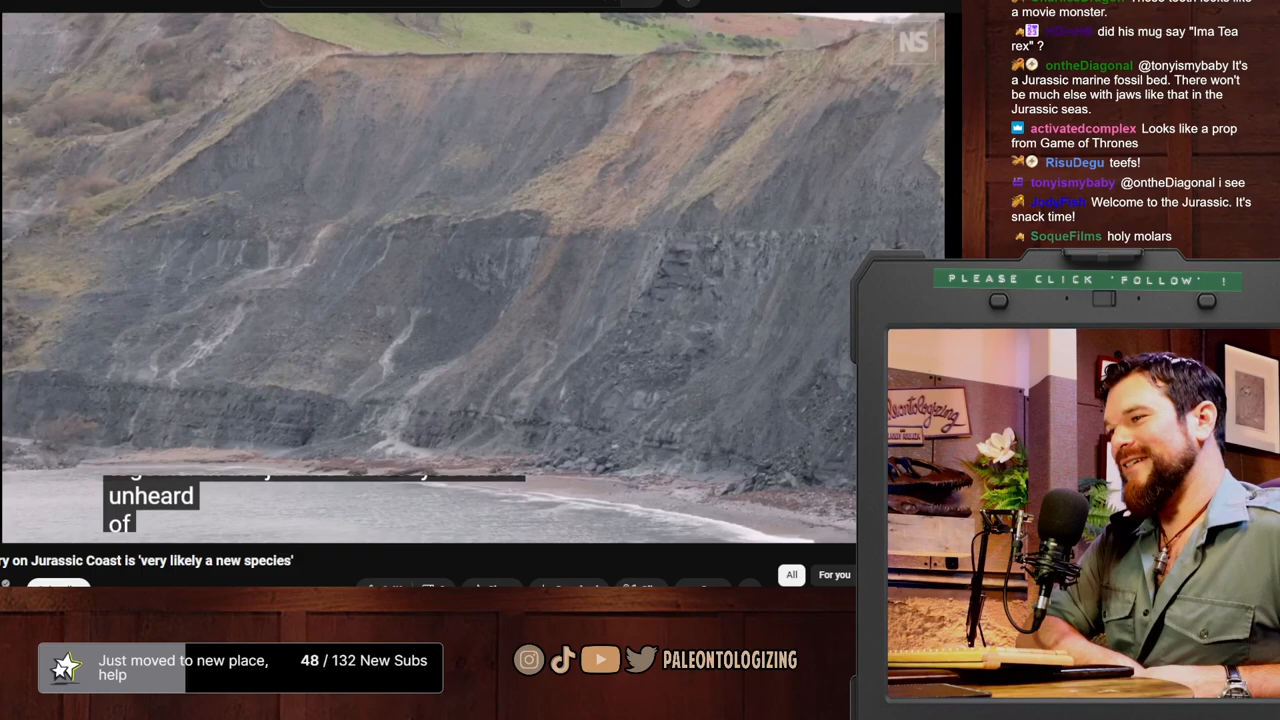 NS
unheard
of
ry on Jurassic Coast is 'very likely a new species'
All
For you
a movie monster.
did his mug say "Ima Tea
rex" ?
ontheDiagonal @tonyismybaby It's
a Jurassic marine fossil bed. There won't
be much else with jaws like that in the
Jurassic seas.
activatedcomplex Looks like a prop
from Game of Thrones
RisuDegu teefs!
tonyismybaby @ontheDiagonal i see
JodyFish Welcome to the Jurassic. It's
snack time!
SoqueFilms holy molars
PLEASE CLICK 'FOLLOW' !
Just moved to new place,
help
48 / 132 New Subs
PALEONTOLOGIZING